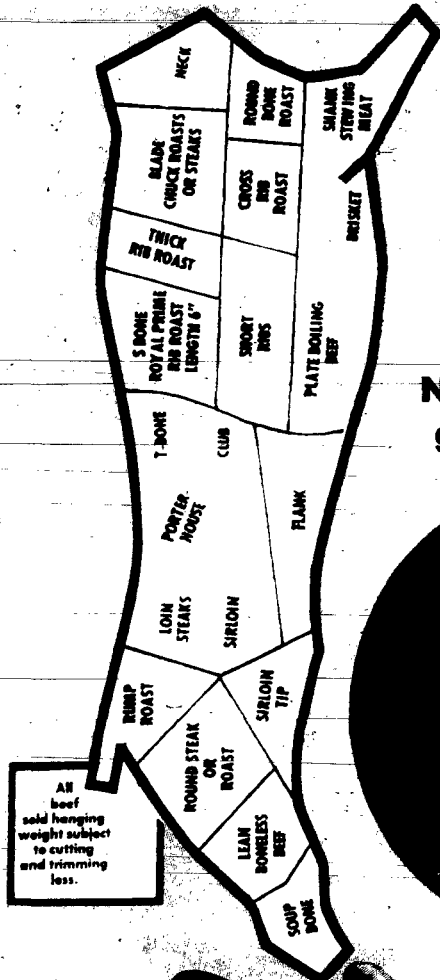 NECK
ROUND
BONE
ROAST
SHANK
STEWING
MEAT
BLADE
CHUCK ROASTS
OR STEAKS
CROSS
RIB
ROAST
BRISKET
THICK
RIB ROAST
S BONE
ROYAL PRIME
RIB ROAST
LENGTH 6"
SHORT
RIBS
PLATE BOILING
BEEF
T-BONE
CLUB
PORTER-
HOUSE
FLANK
LOIN
STEAKS
SIRLOIN
RUMP
ROAST
SIRLOIN
TIP
ROUND STEAK
OR
ROAST
LEAN
BONELESS
BEEF
SOUP
BONE
All
beef
sold hanging
weight subject
to cutting
and trimming
loss.